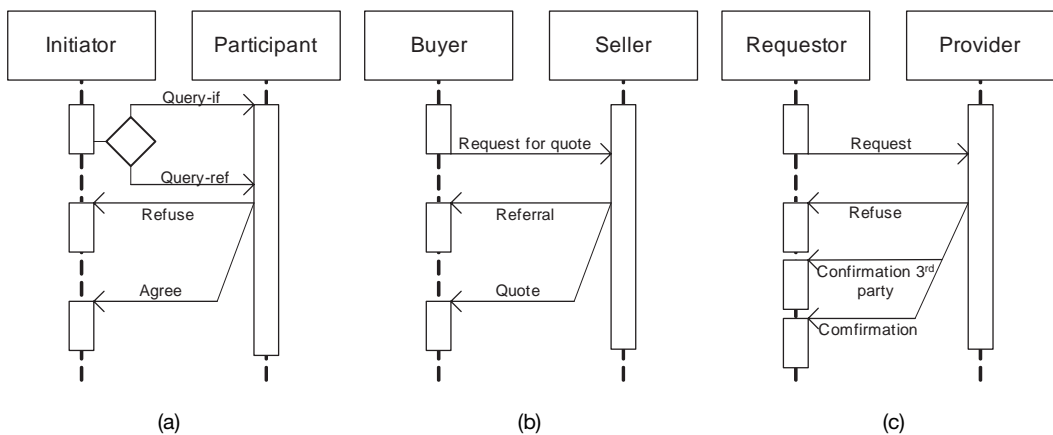 Initiator
Participant
Query-if
Query-ref
Refuse
Agree
(a)
Buyer
Seller
Request for quote
Referral
Quote
(b)
Requestor
Provider
Request
Refuse
Confirmation 3rd
party
Comfirmation
(c)